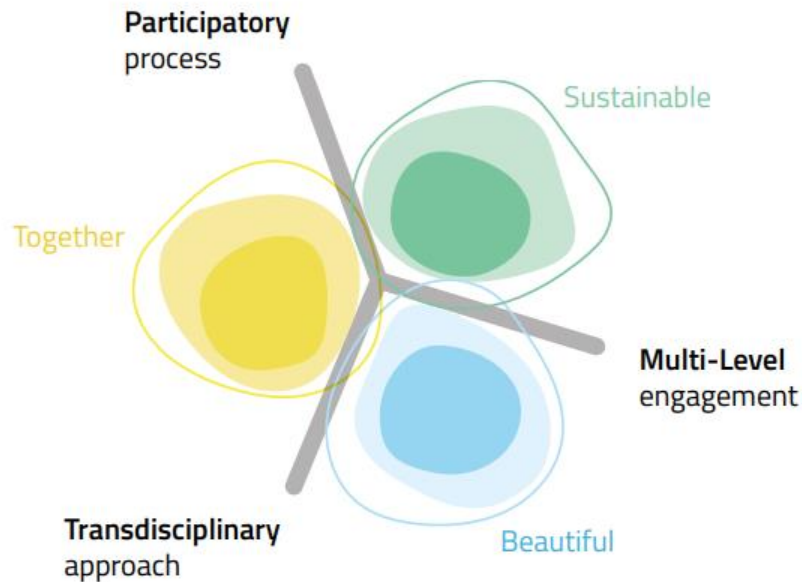 Participatory
process
Sustainable
Together
Multi-Level
engagement
Transdisciplinary
approach
Beautiful